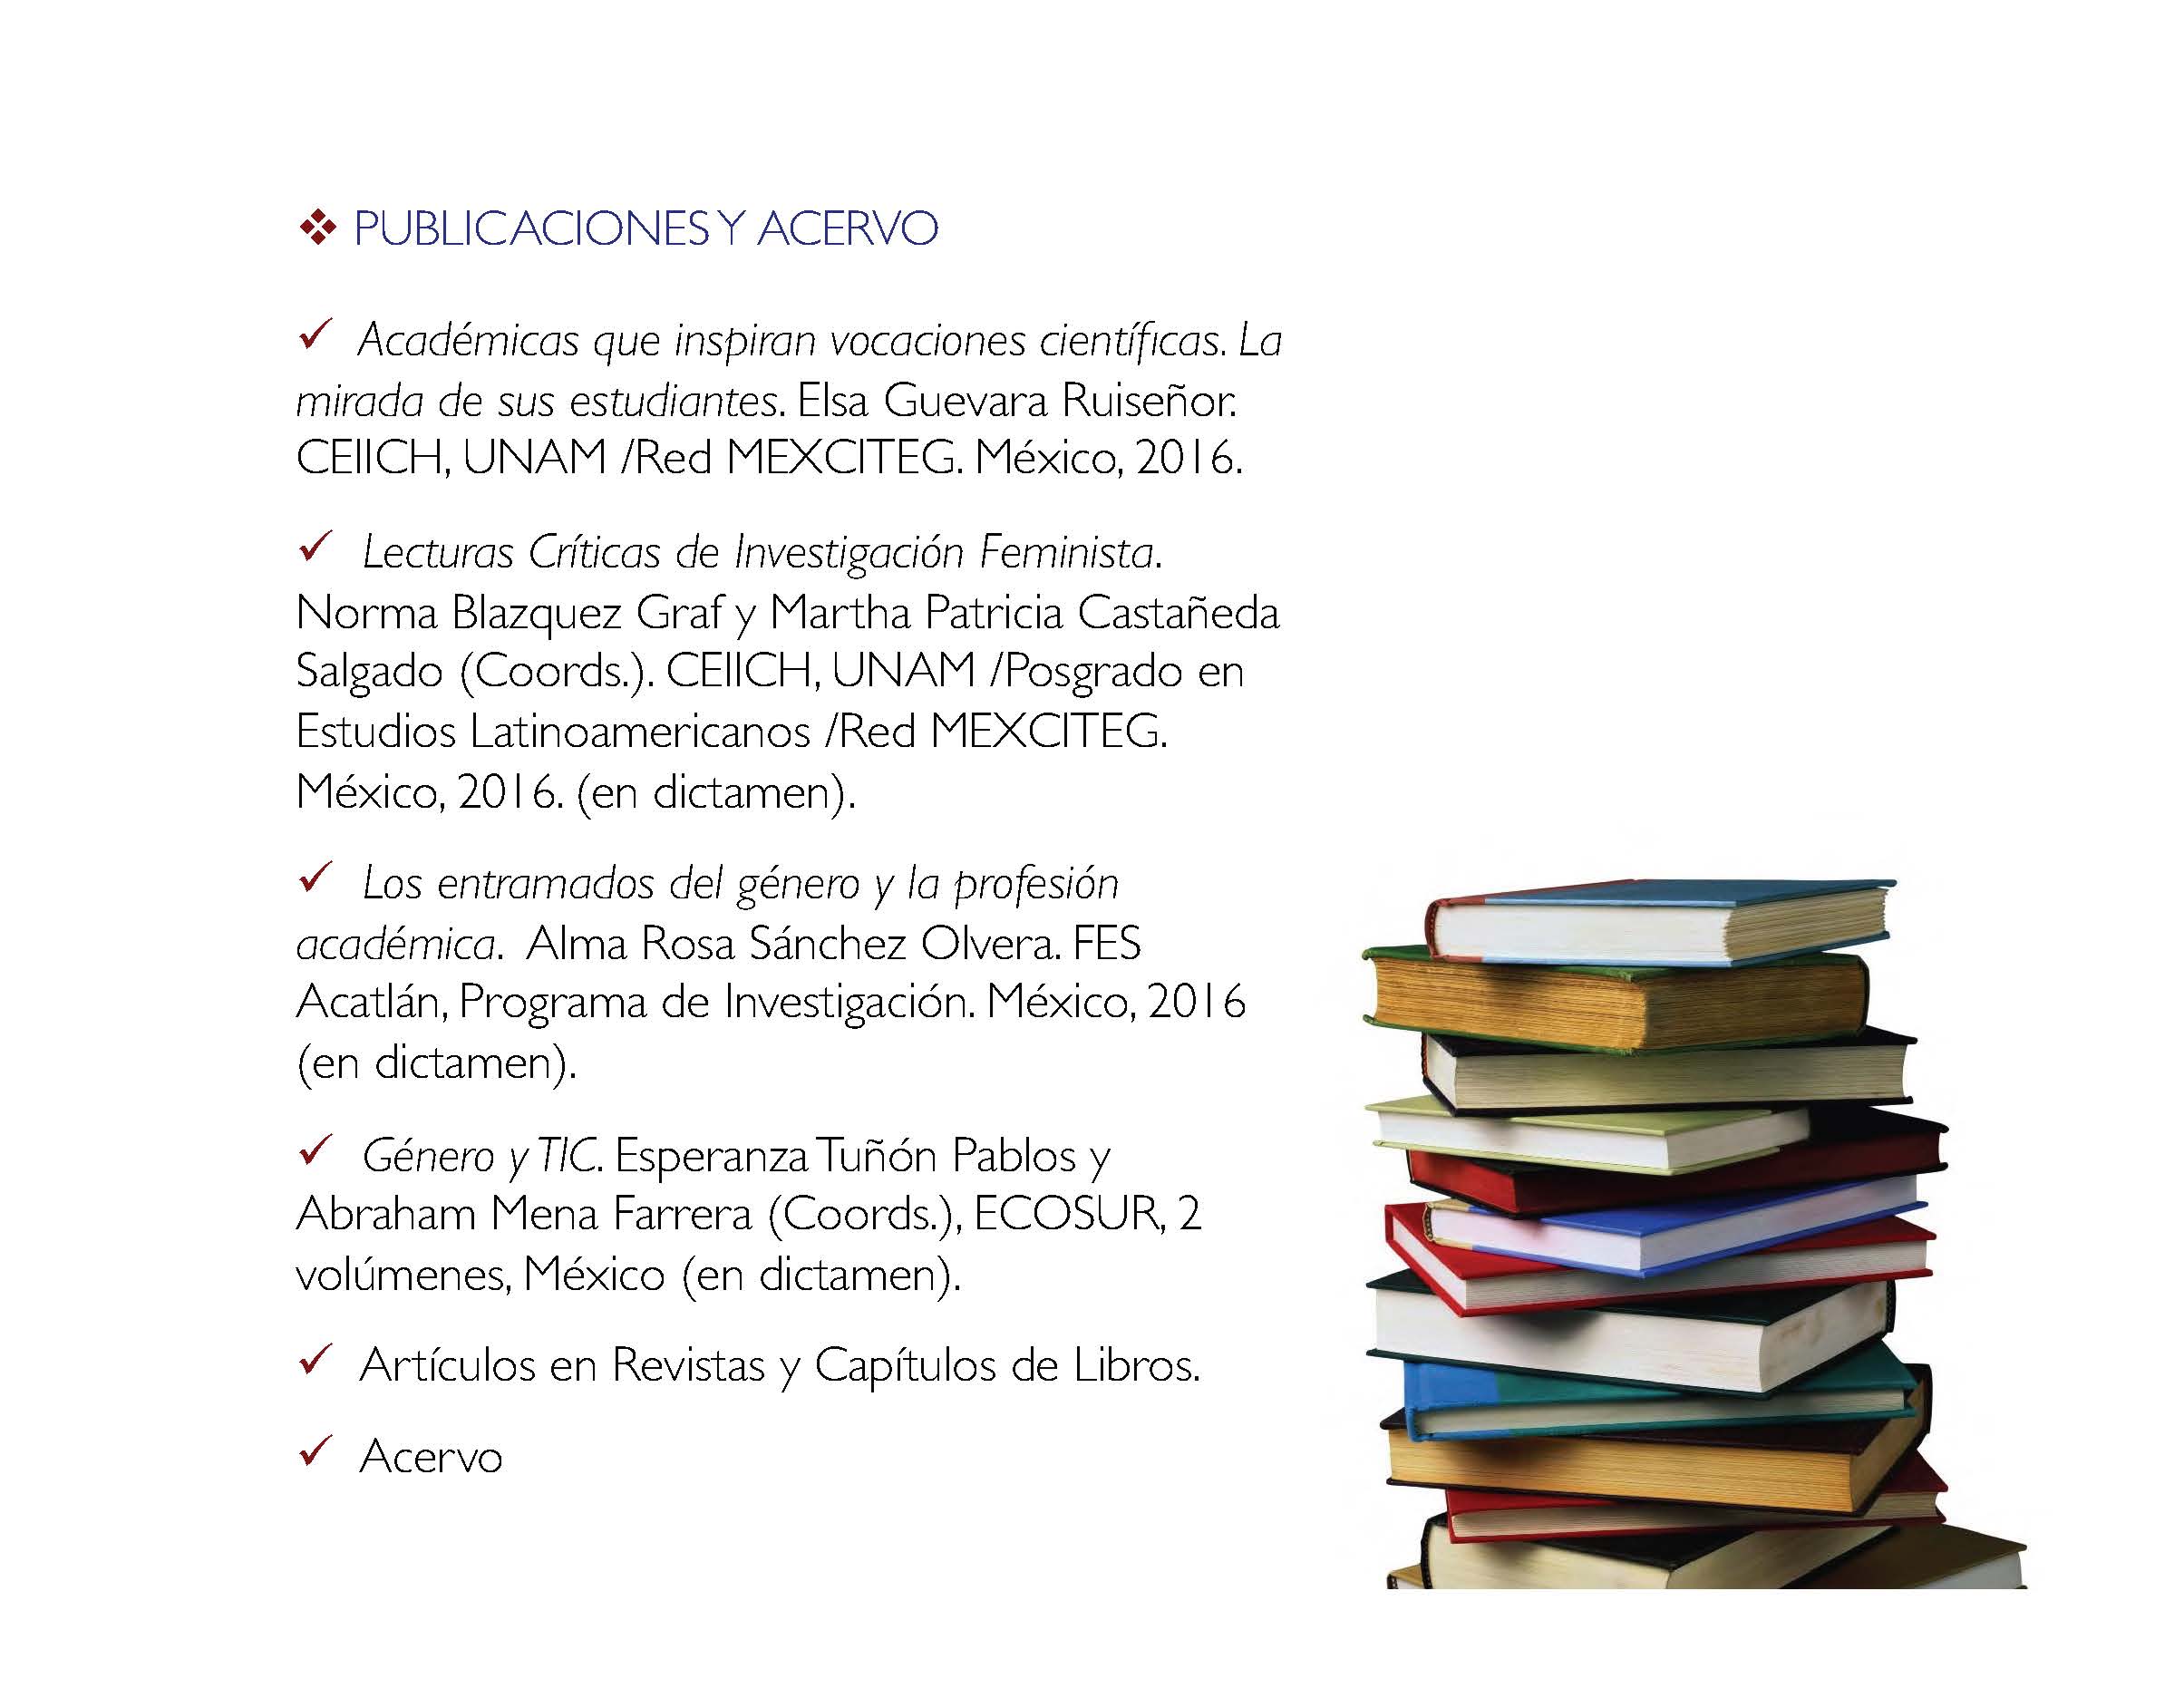 ❖ PUBLICACIONES Y ACERVO
✓ Académicas que inspiran vocaciones científicas. La
mirada de sus estudiantes. Elsa Guevara Ruiseñor.
CEIICH, UNAM /Red MEXCITEG. México, 2016.
✓ Lecturas Críticas de Investigación Feminista.
Norma Blazquez Graf y Martha Patricia Castañeda
Salgado (Coords.). CEIICH, UNAM /Posgrado en
Estudios Latinoamericanos /Red MEXCITEG.
México, 2016. (en dictamen).
✓ Los entramados del género y la profesión
académica. Alma Rosa Sánchez Olvera. FES
Acatlán, Programa de Investigación. México, 2016
(en dictamen).
✓ Género y TIC. Esperanza Tuñón Pablos y
Abraham Mena Farrera (Coords.), ECOSUR, 2
volúmenes, México (en dictamen).
✓ Artículos en Revistas y Capítulos de Libros.
✓ Acervo